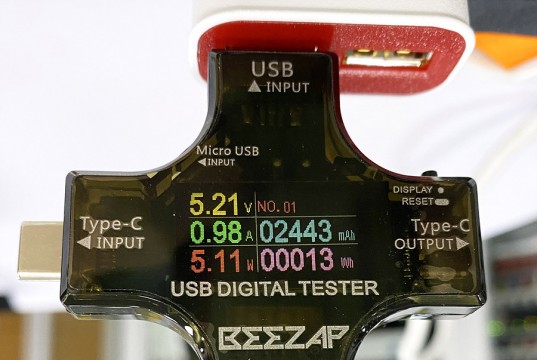 USB
▲INPUT
Micro USB
◀INPUT
DISPLAY
RESET
5.21 V NO. 01
Type-C
◀ INPUT
0.98 A 02443 mAh
Type-C
OUTPUT ▶
5.11 W 00013 Wh
USB DIGITAL TESTER
BEEZAP